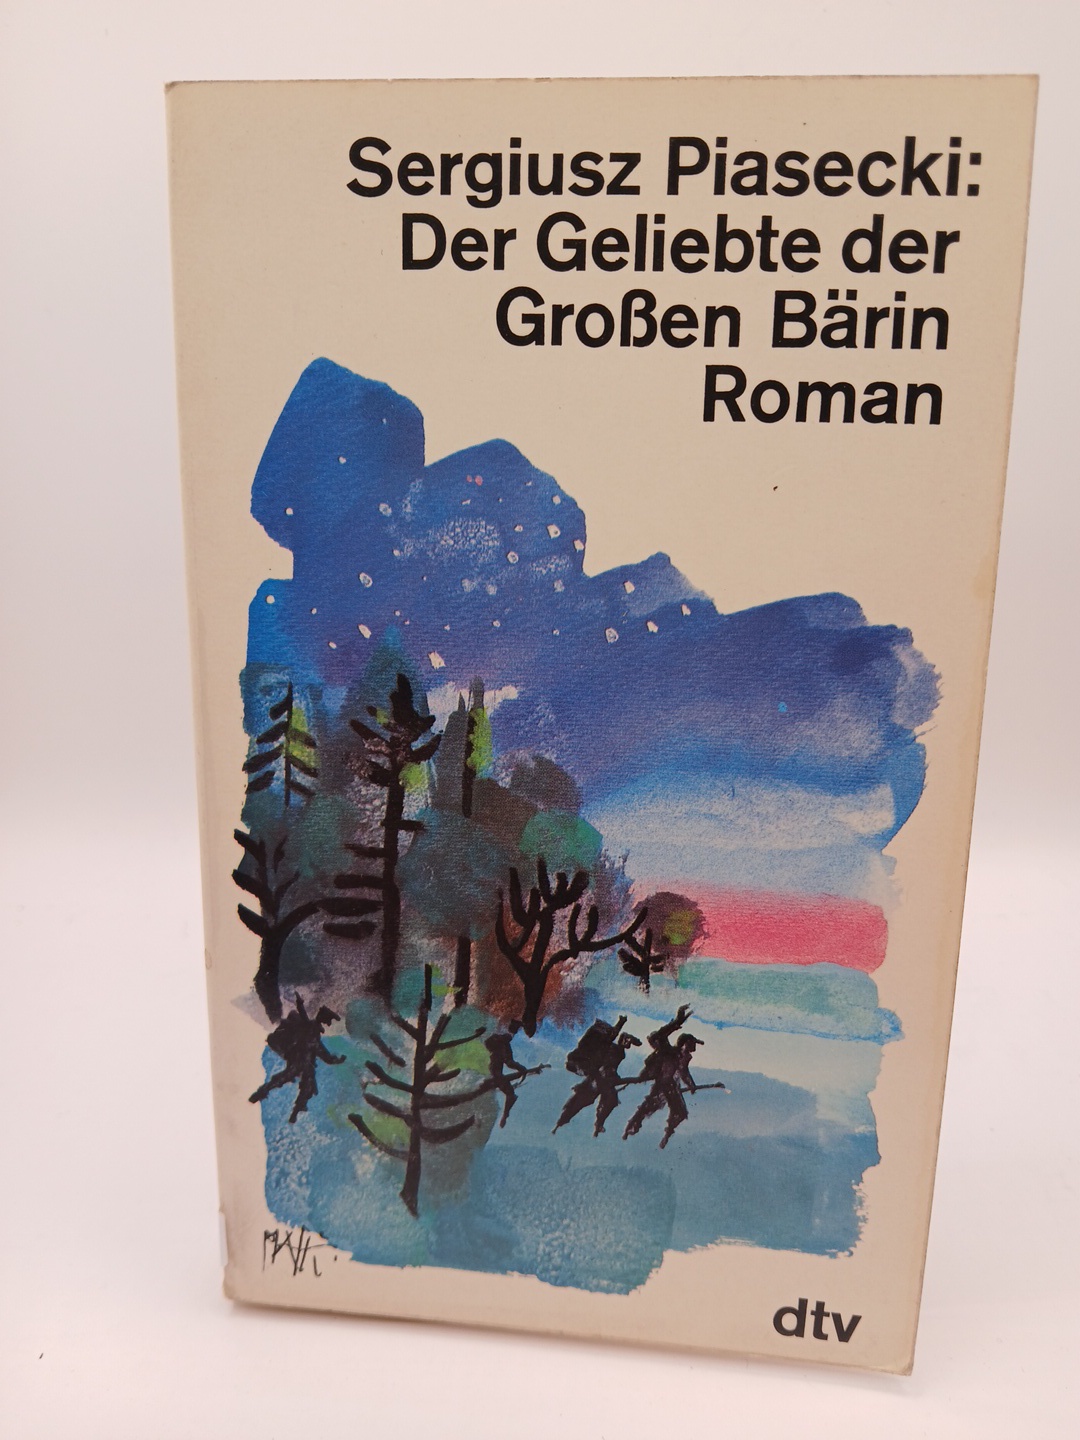 Sergiusz Piasecki:
Der Geliebte der
Großen Bärin
Roman
dtv